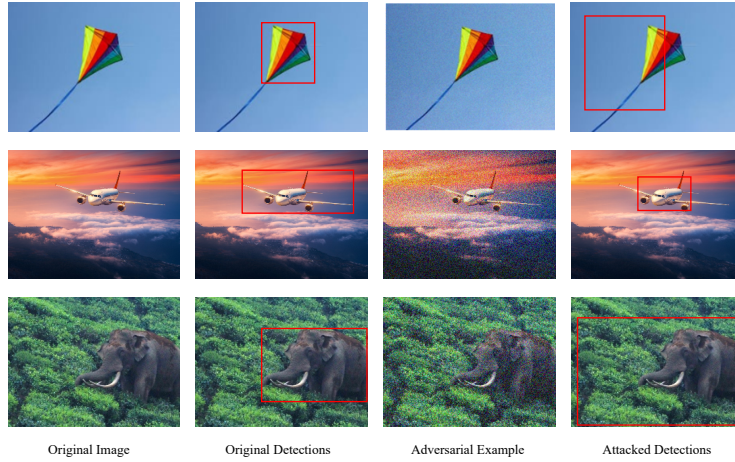 Original Image
Original Detections
Adversarial Example
Attacked Detections